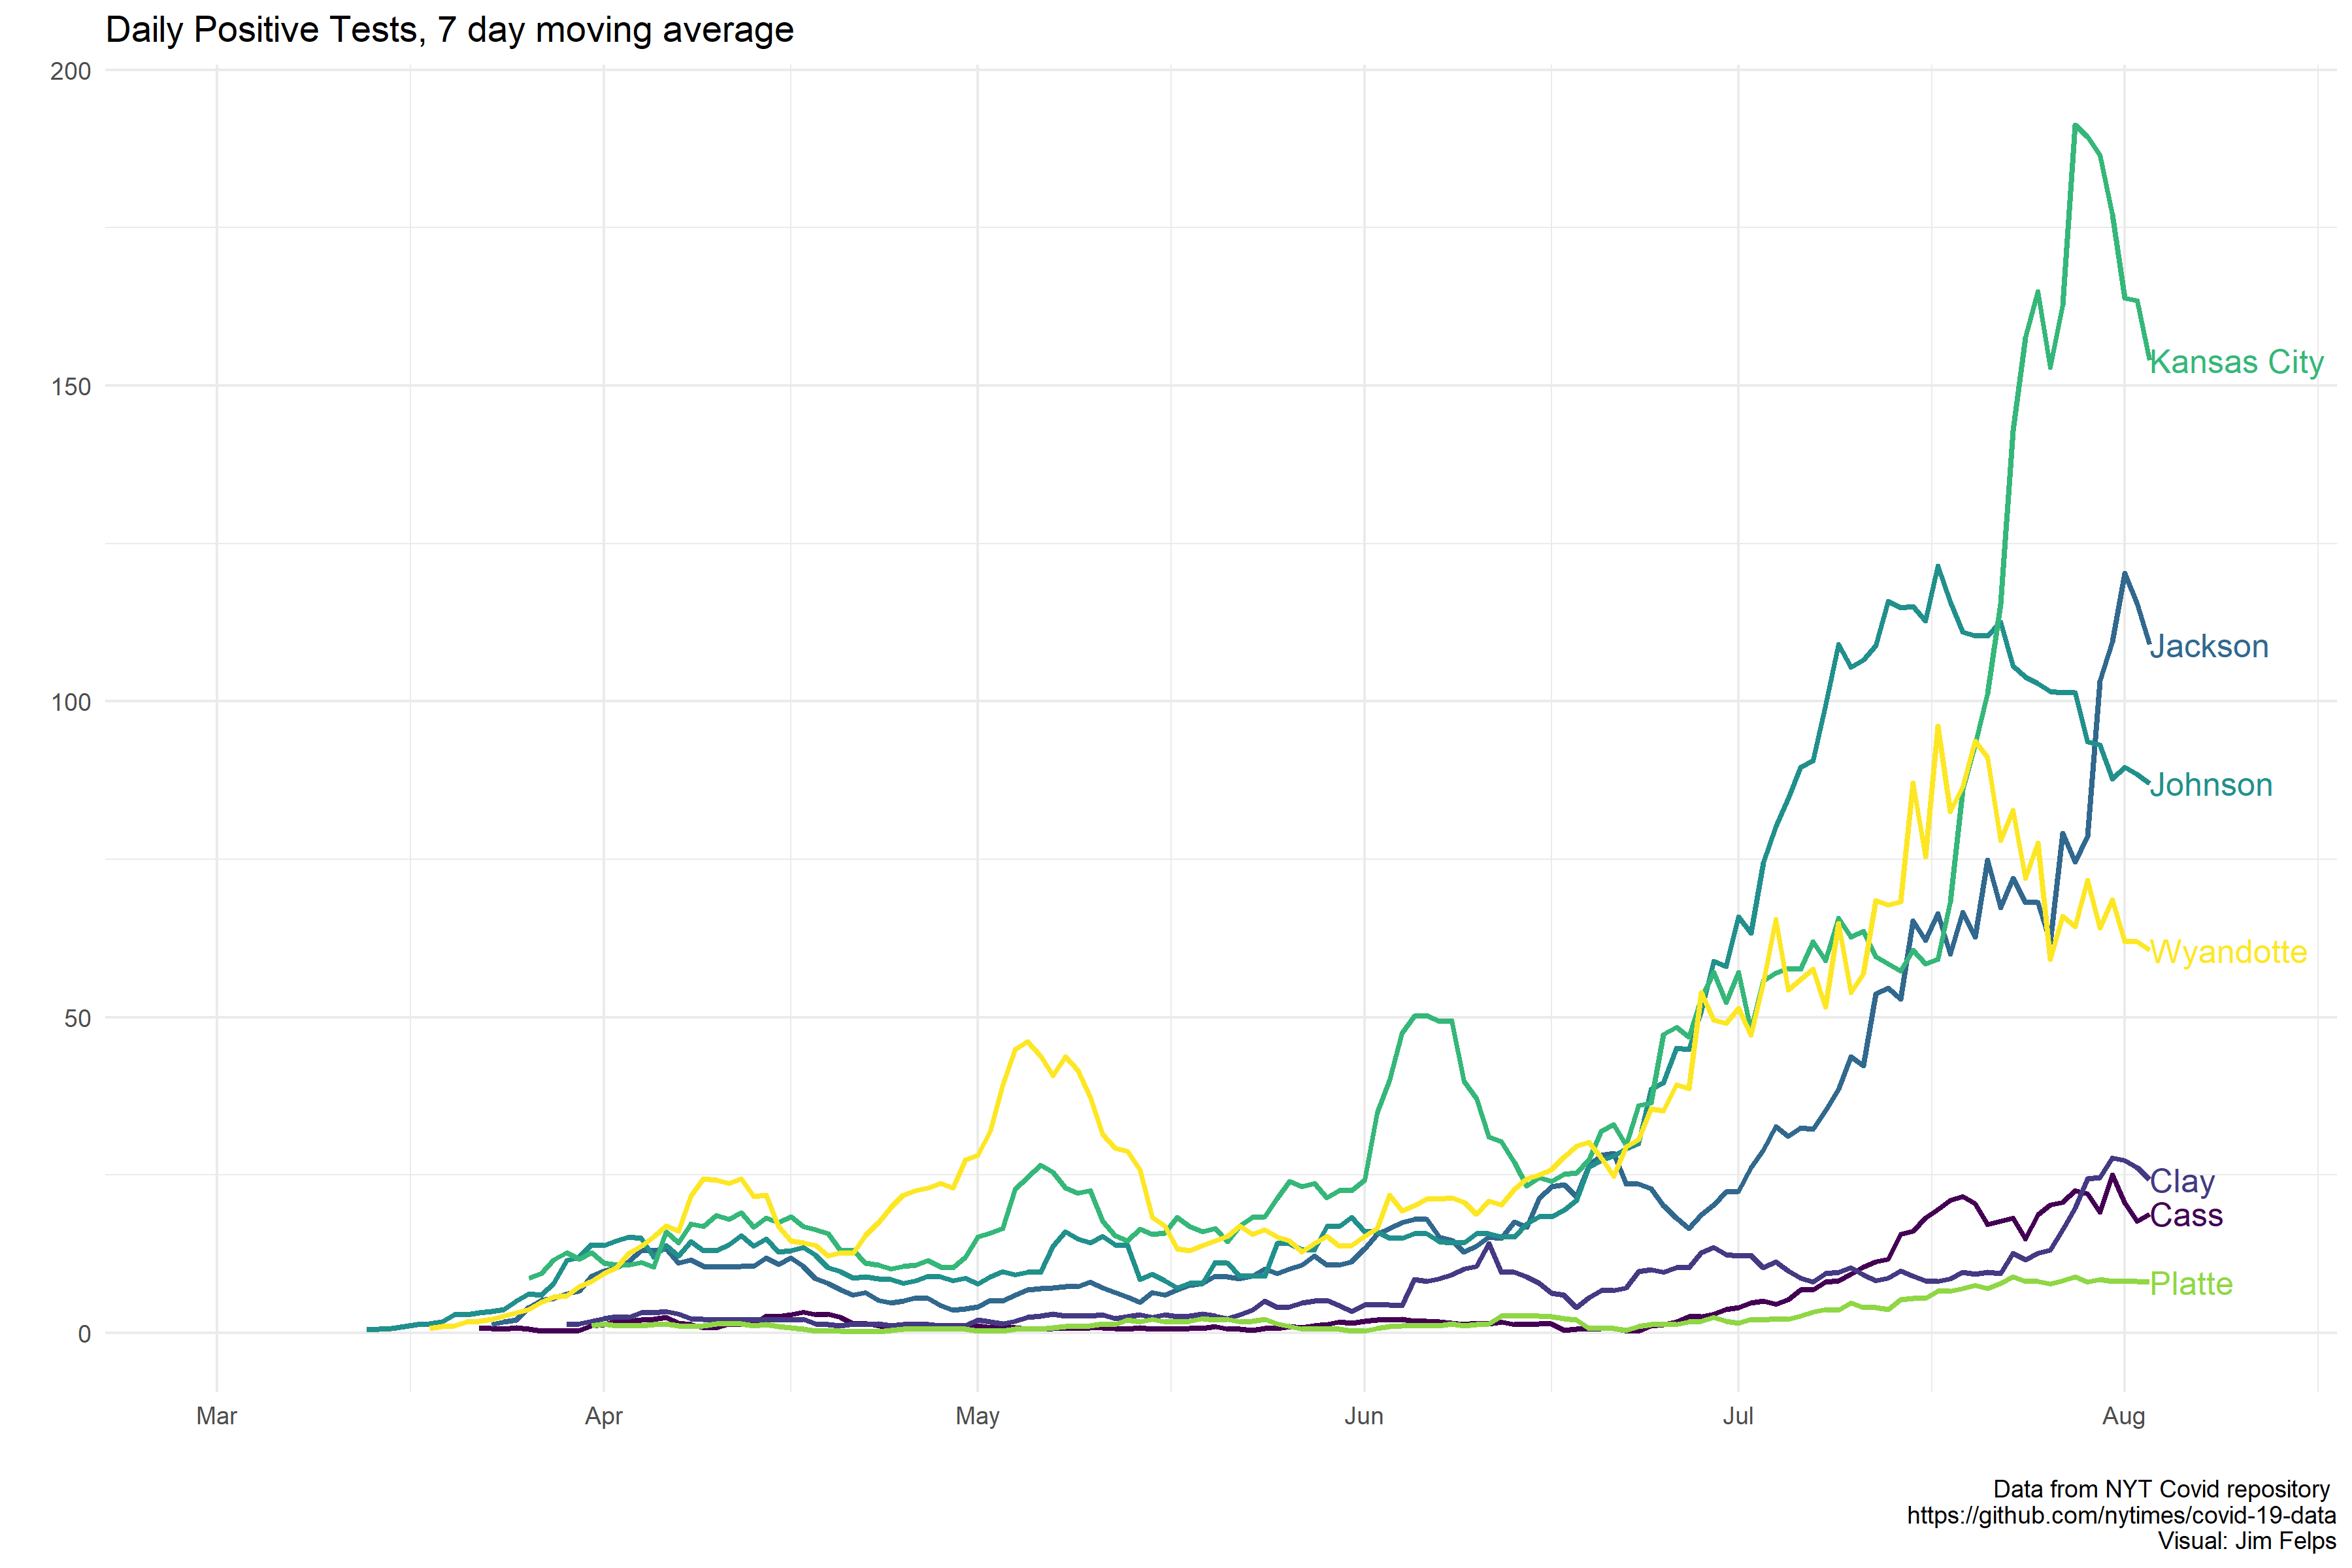 Daily Positive Tests, 7 day moving average
200
150
100
50
0
Kansas City
Jackson
Johnson
Wyandotte
Clay
Cass
Platte
Mar Apr May Jun Jul Aug
Data from NYT Covid repository
https://github.com/nytimes/covid-19-data
Visual: Jim Felps